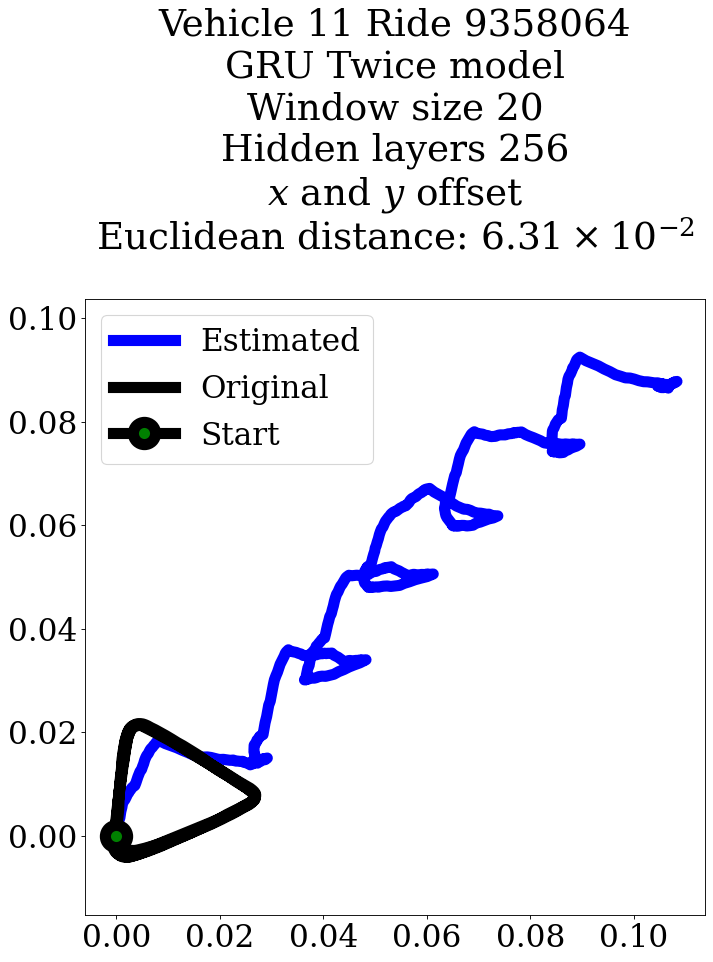 Vehicle 11 Ride 9358064
GRU Twice model
Window size 20
Hidden layers 256
x and y offset
Euclidean distance: 6.31 × 10⁻²
Estimated
Original
Start
0.10
0.08
0.06
0.04
0.02
0.00
0.00 0.02 0.04 0.06 0.08 0.10